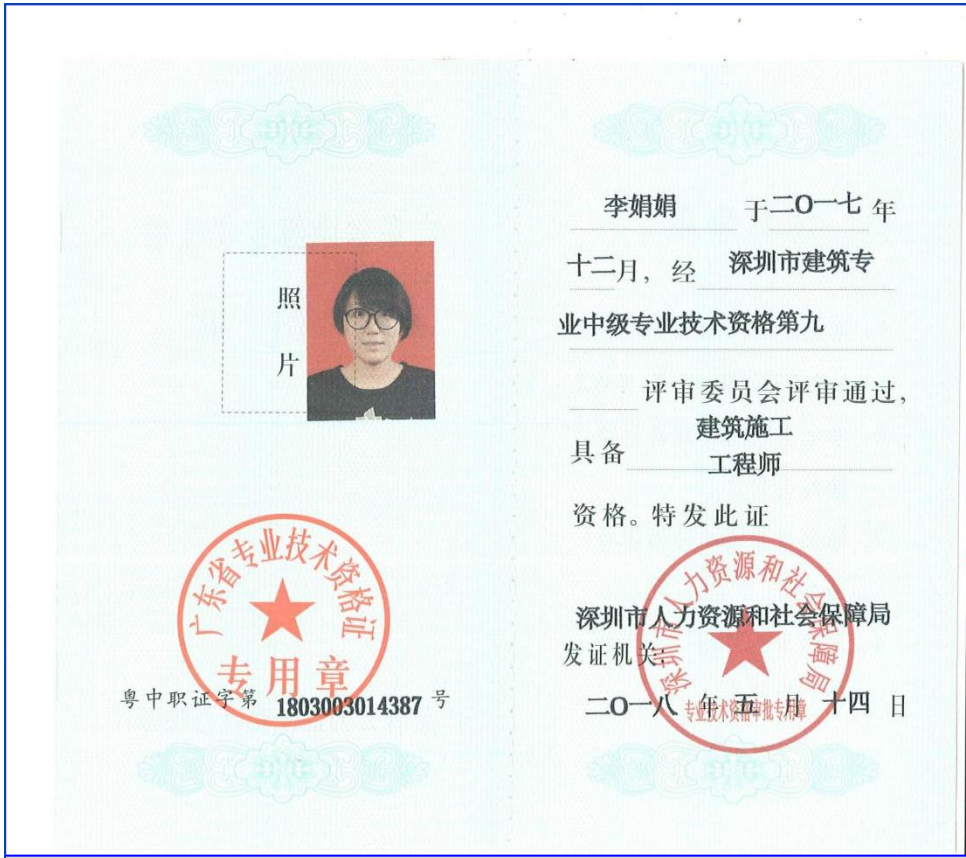 照
片
广东省专业技术资格证
专用章
粤中职证字第 1803003014387 号
李娟娟 于二O一七年
十二月，经 深圳市建筑专
业中级专业技术资格第九
评审委员会评审通过，
建筑施工
具备 工程师
资格。特发此证
深圳市人力资源和社会保障局
深圳市人力资源和社会保障局
发证机关：
专业技术资格审批专用章
二O一八 年 五 月 十四 日